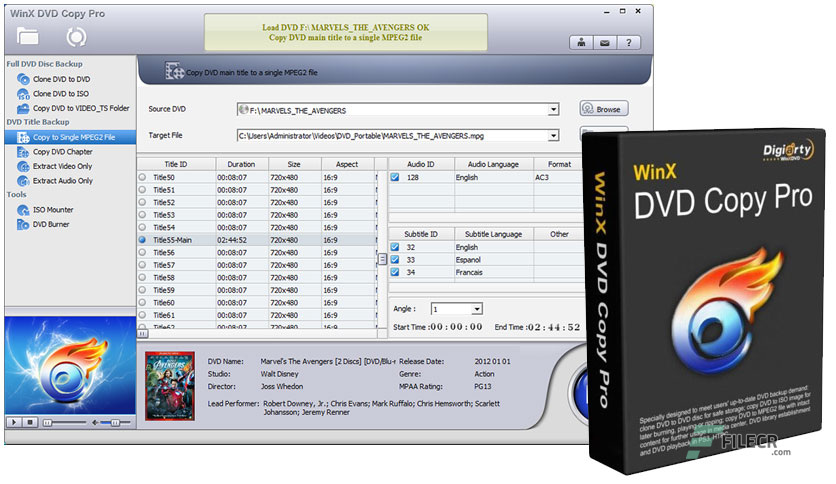 WinX DVD Copy Pro
Load DVD F:\ MARVELS_THE_AVENGERS OK
Copy DVD main title to a single MPEG2 file
?
Full DVD Disc Backup
Clone DVD to DVD
Clone DVD to ISO
Copy DVD to VIDEO_TS Folder
DVD Title Backup
Copy to Single MPEG2 File
Copy DVD Chapter
Extract Video Only
Extract Audio Only
Tools
ISO Mounter
DVD Burner
Copy DVD main title to a single MPEG2 file
Source DVD F:\ MARVELS_THE_AVENGERS Browse
Target File C:\Users\Administrator\Videos\DVD_Portable\MARVELS_THE_AVENGERS.mpg
Title ID Duration Size Aspect
Title50 00:08:07 720x480 16:9
Title51 00:08:07 720x480 16:9
Title52 00:08:07 720x480 16:9
Title53 00:08:07 720x480 16:9
Title54 00:08:07 720x480 16:9
Title55-Main 02:44:52 720x480 16:9
Title56 00:08:07 720x480 16:9
Title57 00:08:07 720x480 16:9
Title58 00:08:07 720x480 16:9
Title59 00:08:07 720x480 16:9
Title60 00:08:07 720x480 16:9
Title61 00:08:07 720x480 16:9
Title62 00:08:07 720x480 16:9
Audio ID Audio Language Format
128 English AC3
Subtitle ID Subtitle Language Other
32 English
33 Espanol
34 Francais
Angle : 1
Start Time :00:00:00 End Time :02:44:52
DVD Name: Marvel's The Avengers [2 Discs] [DVD/Blu-r Release Date: 2012 01 01
Studio: Walt Disney Genre: Action
Director: Joss Whedon MPAA Rating: PG13
Lead Performer: Robert Downey, Jr.; Chris Evans; Mark Ruffalo; Chris Hemsworth; Scarlett
Johansson; Jeremy Renner
AVENGERS
Digiarty
WinXDVD
WinX
DVD Copy Pro
WinX DVD Copy Pro
Specially designed to meet users' up-to-date DVD backup demand:
clone DVD to DVD disc for safe storage; copy DVD to ISO image for
later burning, playing or ripping; copy DVD to MPEG file with intact
content for further usage in media center, DVD library establishment
and DVD playback in PS3, HT
FILECR
.com